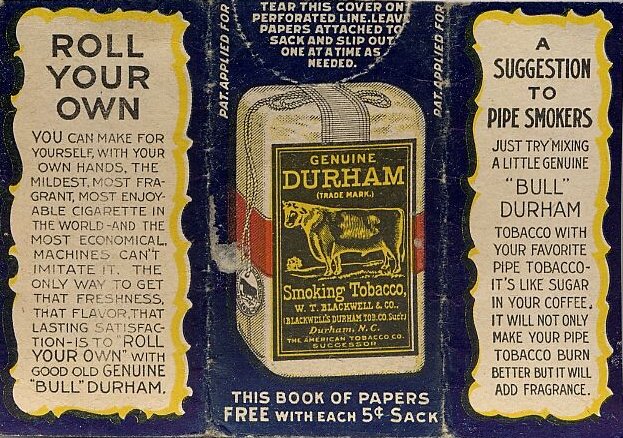 ROLL
YOUR
OWN
YOU CAN MAKE FOR
YOURSELF, WITH YOUR
OWN HANDS, THE
MILDEST, MOST FRA-
GRANT, MOST ENJOY-
ABLE CIGARETTE IN
THE WORLD-AND THE
MOST ECONOMICAL.
MACHINES CAN'T
IMITATE IT. THE
ONLY WAY TO GET
THAT FRESHNESS,
THAT FLAVOR, THAT
LASTING SATISFAC-
TION-IS TO "ROLL
YOUR OWN" WITH
GOOD OLD GENUINE
"BULL" DURHAM.
PAT. APPLIED FOR
TEAR THIS COVER ON
PERFORATED LINE. LEAVE
PAPERS ATTACHED TO
SACK AND SLIP OUT
ONE AT A TIME AS
NEEDED.
PAT. APPLIED FOR
GENUINE
DURHAM
(TRADE MARK.)
Smoking Tobacco,
W. T. BLACKWELL & CO.,
(BLACKWELL'S DURHAM TOB. CO. Suc'r)
Durham, N.C.
THE AMERICAN TOBACCO CO.
SUCCESSOR
THIS BOOK OF PAPERS
FREE WITH EACH 5¢ SACK
A
SUGGESTION
TO
PIPE SMOKERS
JUST TRY MIXING
A LITTLE GENUINE
"BULL"
DURHAM
TOBACCO WITH
YOUR FAVORITE
PIPE TOBACCO-
IT'S LIKE SUGAR
IN YOUR COFFEE.
IT WILL NOT ONLY
MAKE YOUR PIPE
TOBACCO BURN
BETTER BUT IT WILL
ADD FRAGRANCE.